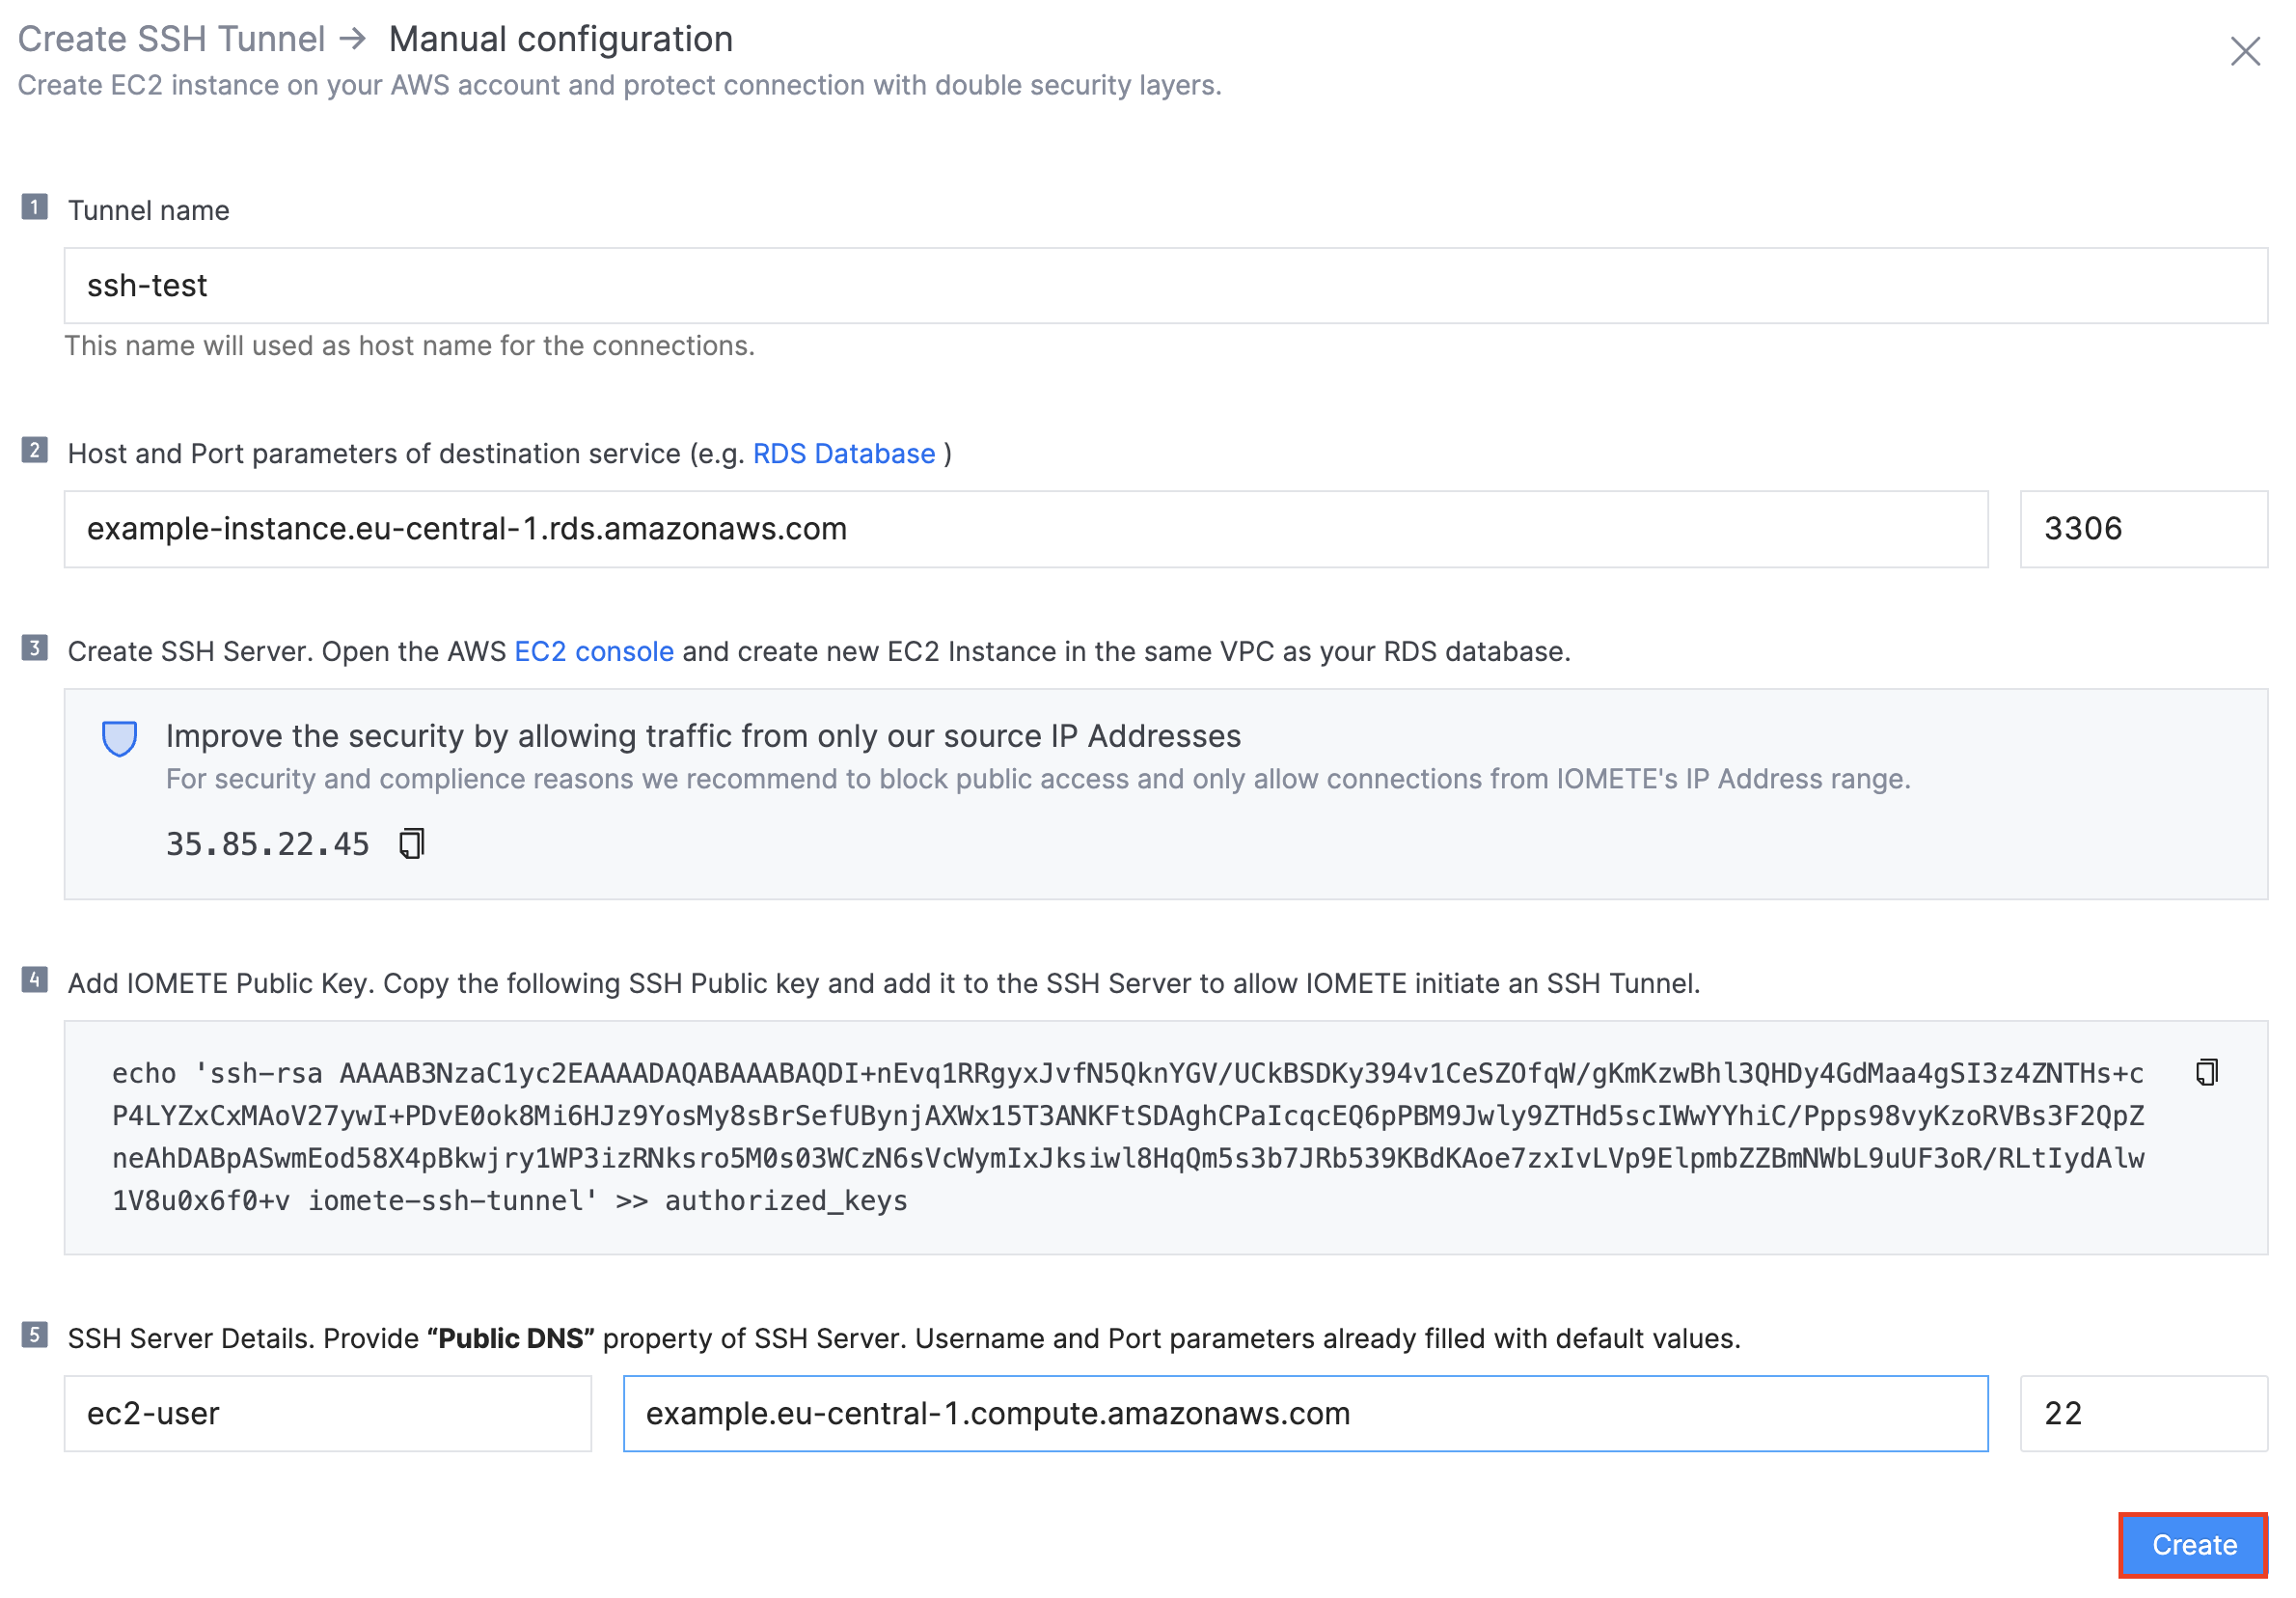 Create SSH Tunnel → Manual configuration
Create EC2 instance on your AWS account and protect connection with double security layers.
1 Tunnel name
ssh-test
This name will used as host name for the connections.
2 Host and Port parameters of destination service (e.g. RDS Database )
example-instance.eu-central-1.rds.amazonaws.com 3306
3 Create SSH Server. Open the AWS EC2 console and create new EC2 Instance in the same VPC as your RDS database.
Improve the security by allowing traffic from only our source IP Addresses
For security and complience reasons we recommend to block public access and only allow connections from IOMETE's IP Address range.
35.85.22.45
4 Add IOMETE Public Key. Copy the following SSH Public key and add it to the SSH Server to allow IOMETE initiate an SSH Tunnel.
echo 'ssh-rsa AAAAB3NzaC1yc2EAAAADAQABAAABAQDI+nEvq1RRgyxJvfN5QknYGV/UCkBSDKy394v1CeSZOfqW/gKmKzwBhl3QHDy4GdMaa4gSI3z4ZNTHs+c
P4LYZxCxMAoV27ywI+PDvE0ok8Mi6HJz9YosMy8sBrSefUBynjAXWx15T3ANKFtSDAghCPaIcqcEQ6pPBM9Jwly9ZTHd5scIWwYYhiC/Ppps98vyKzoRVBs3F2QpZ
neAhDABpASwmEod58X4pBkwjry1WP3izRNksro5M0s03WCzN6sVcWymIxJksiwl8HqQm5s3b7JRb539KBdKAoe7zxIvLVp9ElpmbZZBmNWbL9uUF3oR/RLtIydAlw
1V8u0x6f0+v iomete-ssh-tunnel' >> authorized_keys
5 SSH Server Details. Provide “Public DNS” property of SSH Server. Username and Port parameters already filled with default values.
ec2-user example.eu-central-1.compute.amazonaws.com 22
Create